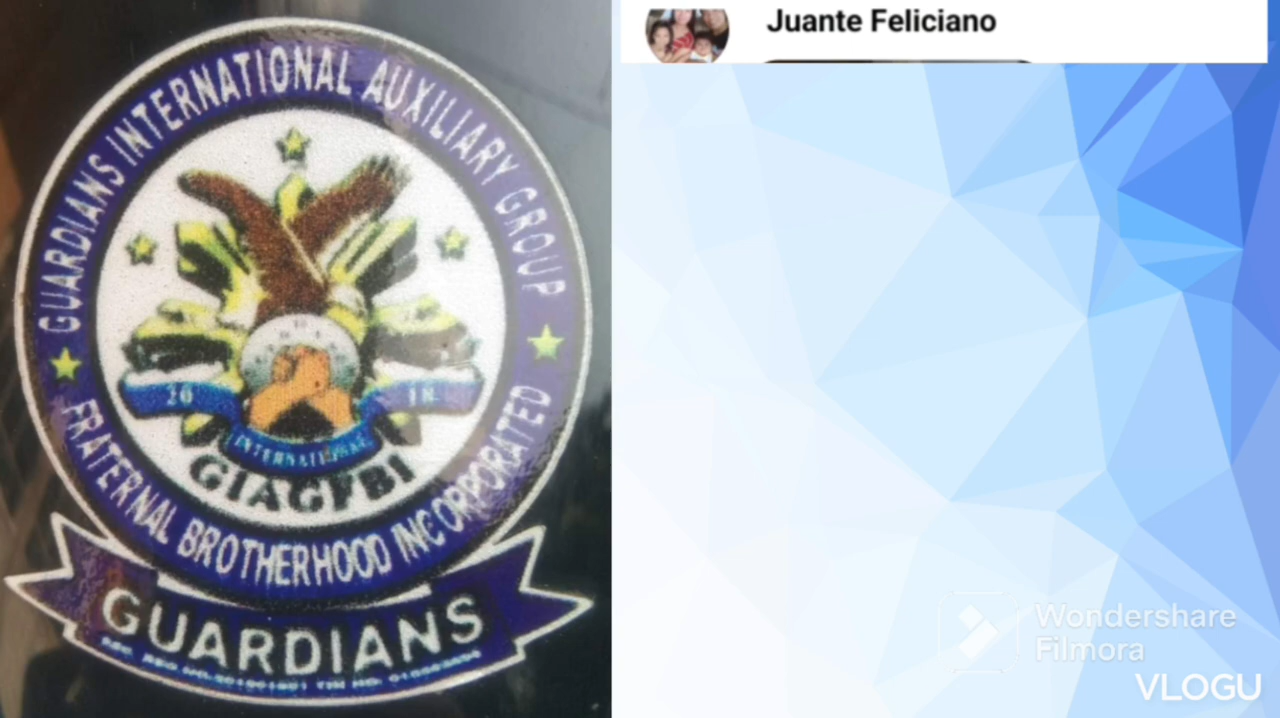 GUARDIANS INTERNATIONAL AUXILIARY GROUP
FRATERNAL BROTHERHOOD INCORPORATED
20 18
INTERNATIONAL
GIAGFBI
GUARDIANS
Juante Feliciano
Wondershare
Filmora
VLOGU